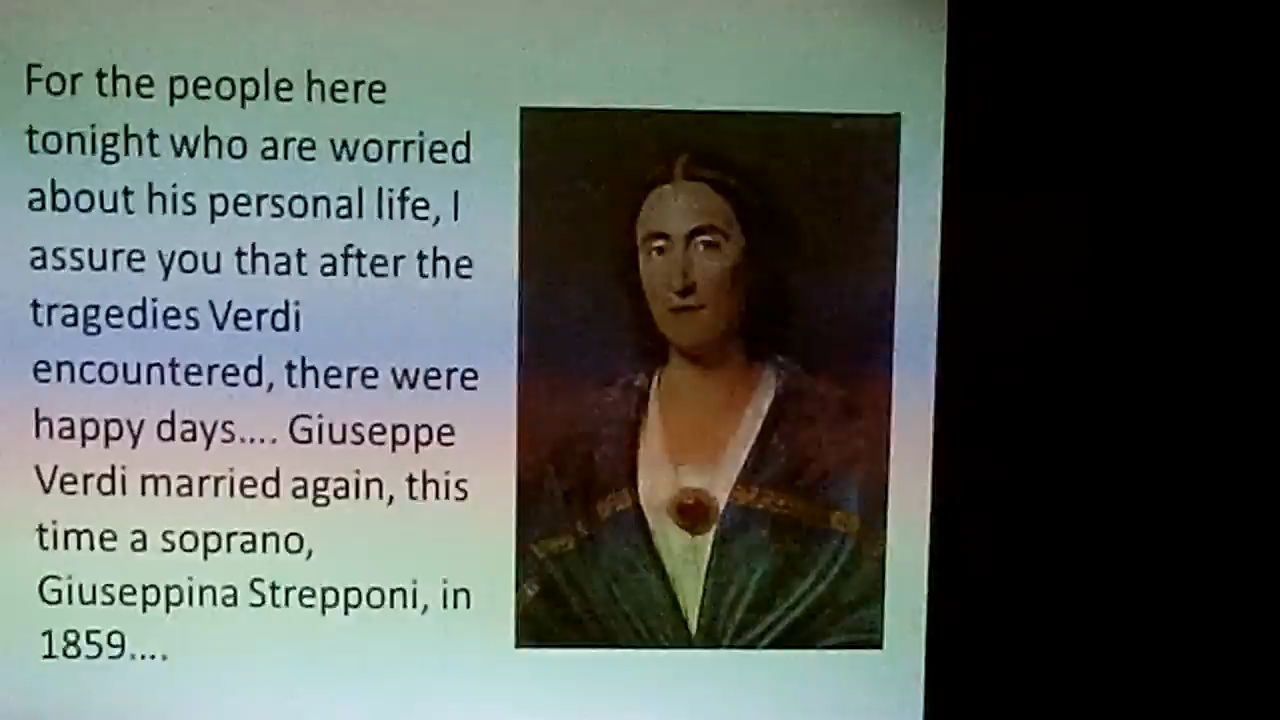 For the people here
tonight who are worried
about his personal life, I
assure you that after the
tragedies Verdi
encountered, there were
happy days.... Giuseppe
Verdi married again, this
time a soprano,
Giuseppina Strepponi, in
1859....